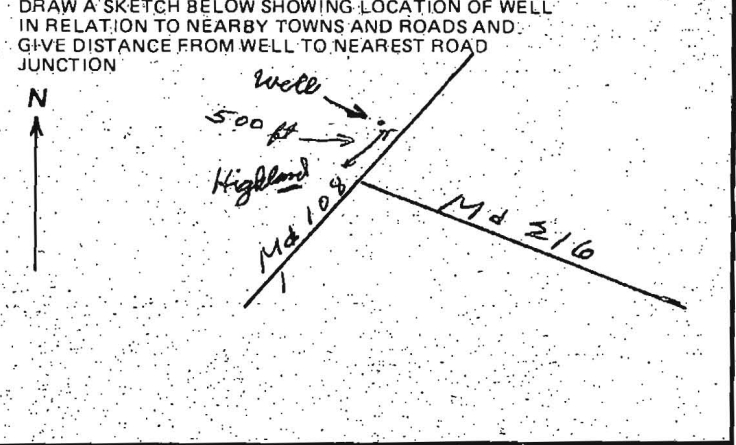 DRAW A SKETCH BELOW SHOWING LOCATION OF WELL
IN RELATION TO NEARBY TOWNS AND ROADS AND
GIVE DISTANCE FROM WELL TO NEAREST ROAD
JUNCTION
N
Well
500 ft
Highland
Md 108
Md 216